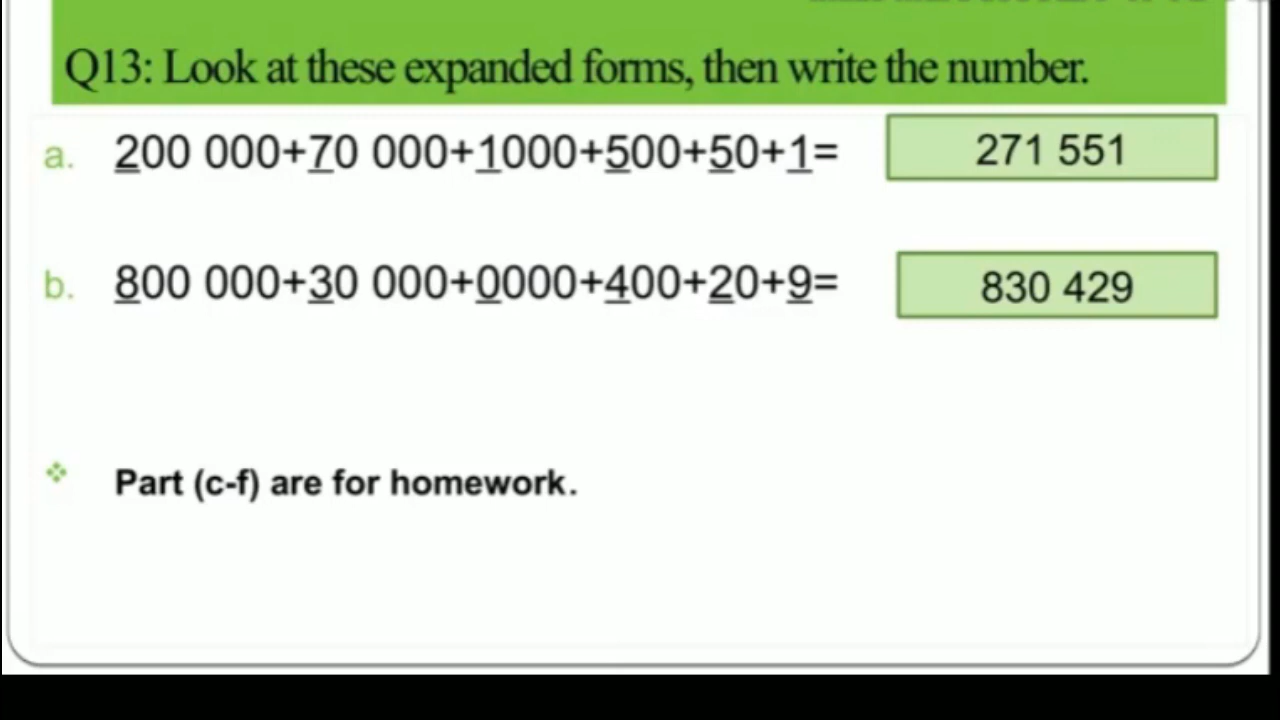 Q13: Look at these expanded forms, then write the number.
a. 200 000+70 000+1000+500+50+1= 271 551
b. 800 000+30 000+0000+400+20+9= 830 429
Part (c-f) are for homework.